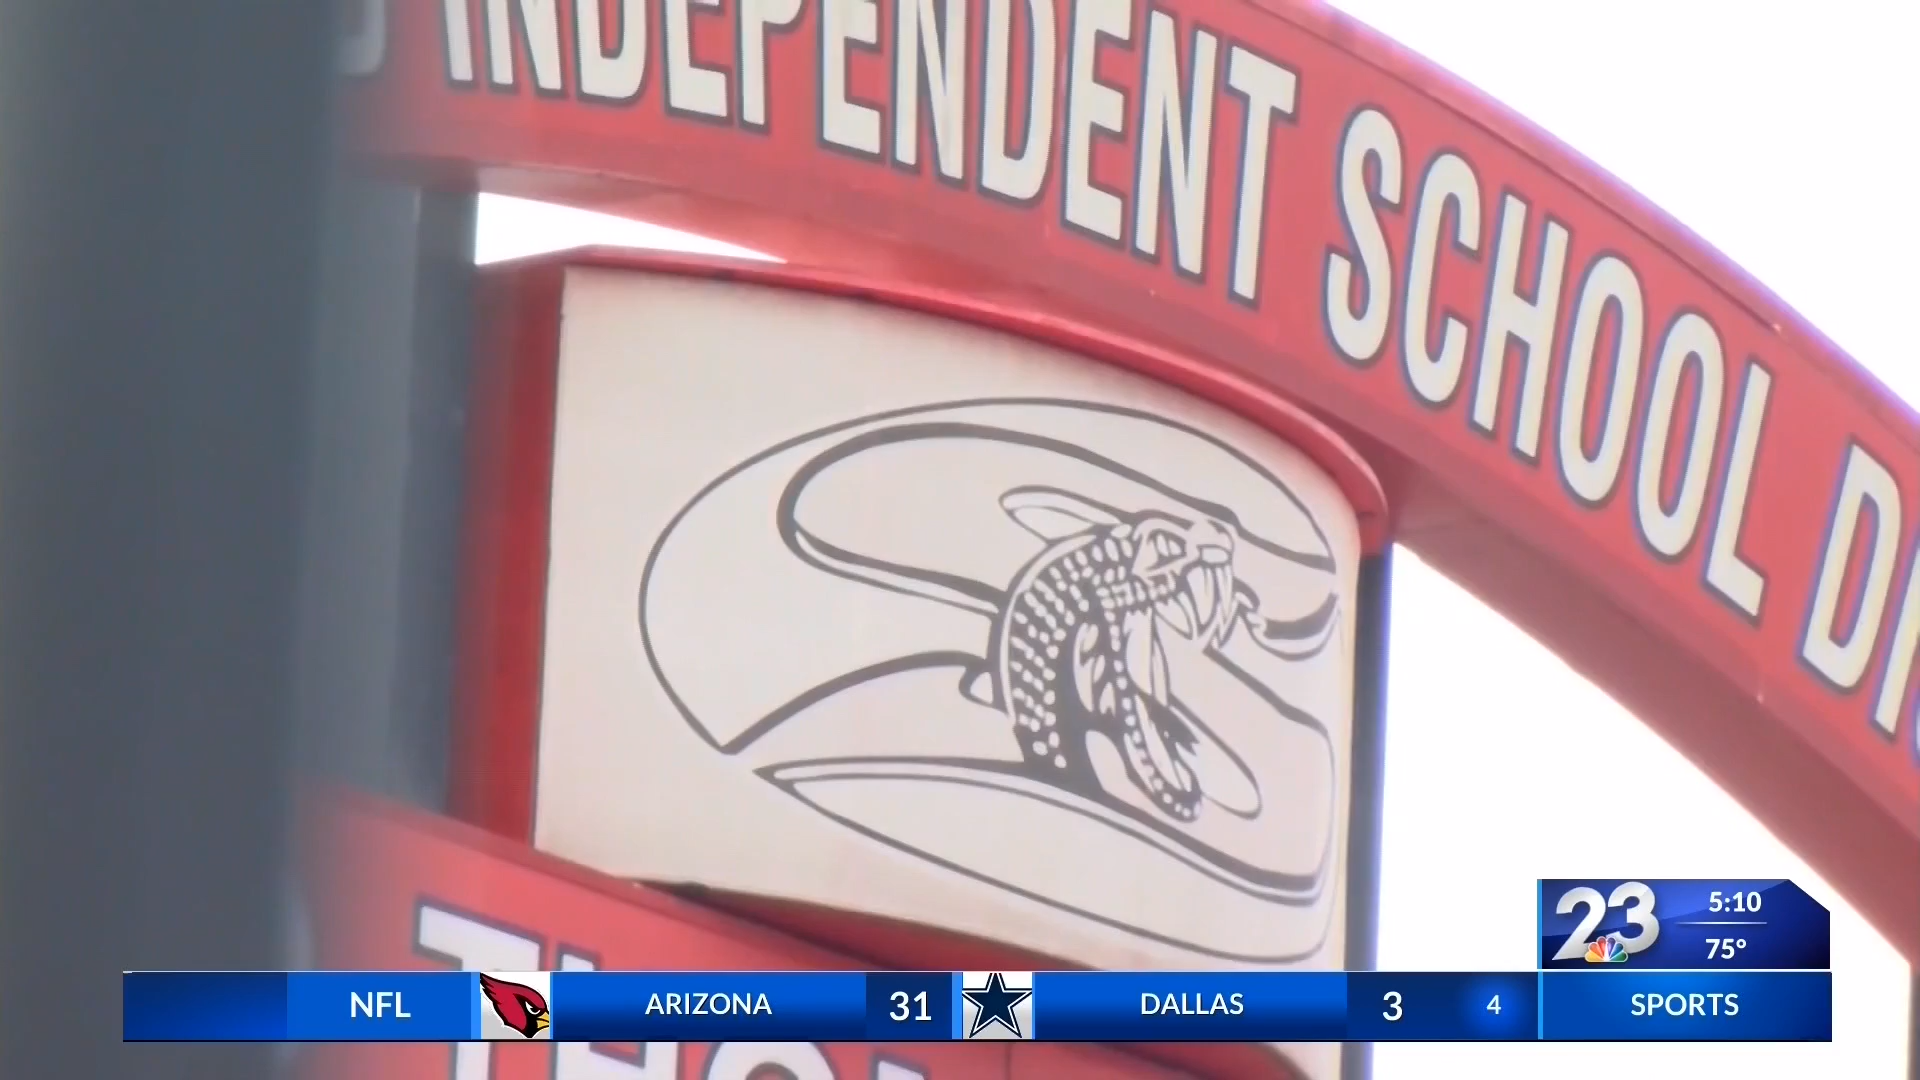 INDEPENDENT SCHOOL
23
5:10
75°
NFL ARIZONA 31 DALLAS 3 4 SPORTS